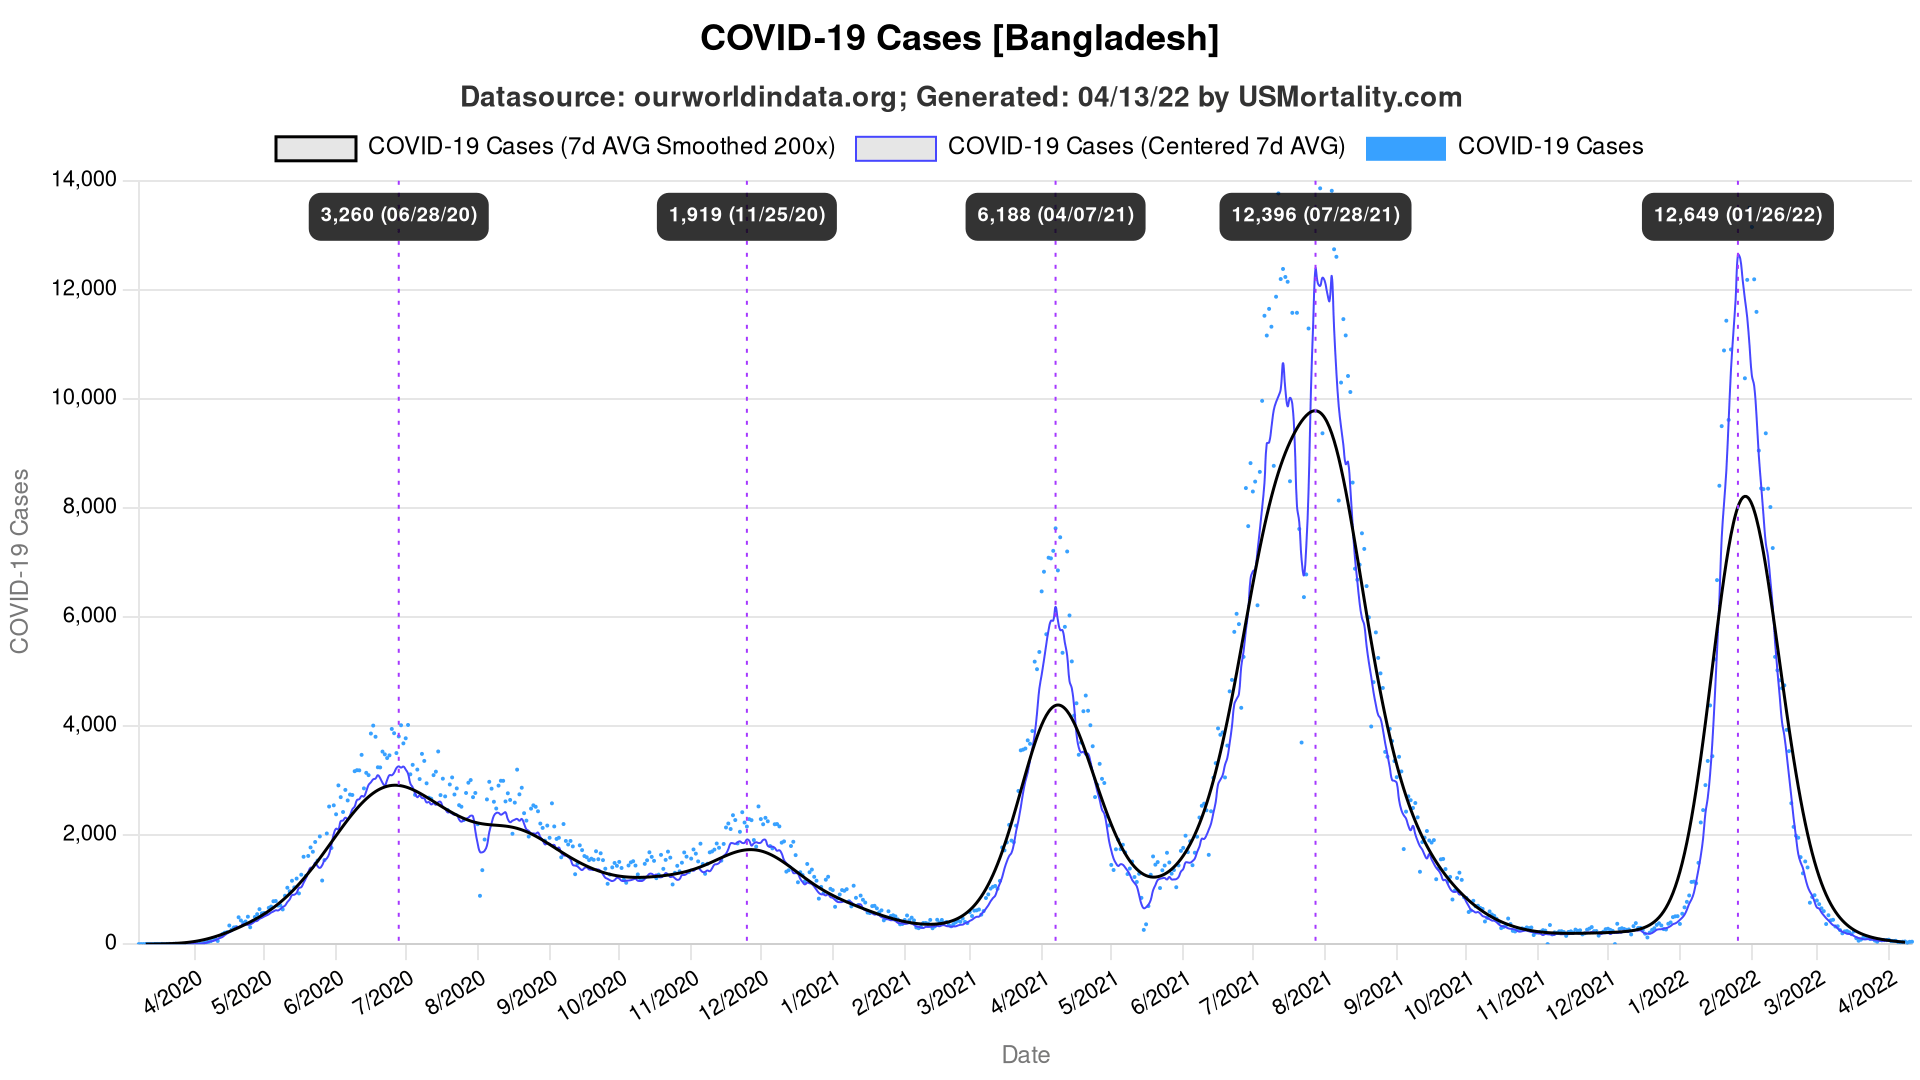 COVID-19 Cases [Bangladesh]
Datasource: ourworldindata.org; Generated: 04/13/22 by USMortality.com
COVID-19 Cases (7d AVG Smoothed 200x) COVID-19 Cases (Centered 7d AVG) COVID-19 Cases
14,000
3,260 (06/28/20) 1,919 (11/25/20) 6,188 (04/07/21) 12,396 (07/28/21) 12,649 (01/26/22)
12,000
10,000
8,000
6,000
4,000
2,000
0
COVID-19 Cases
4/2020 5/2020 6/2020 7/2020 8/2020 9/2020 10/2020 11/2020 12/2020 1/2021 2/2021 3/2021 4/2021 5/2021 6/2021 7/2021 8/2021 9/2021 10/2021 11/2021 12/2021 1/2022 2/2022 3/2022 4/2022
Date